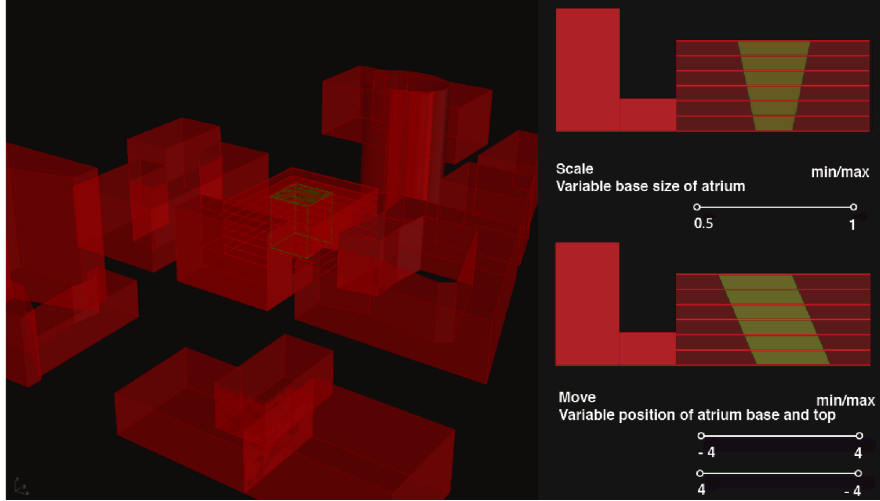 Scale
min/max
Variable base size of atrium
0.5
1
Move
min/max
Variable position of atrium base and top
- 4
4
4
- 4